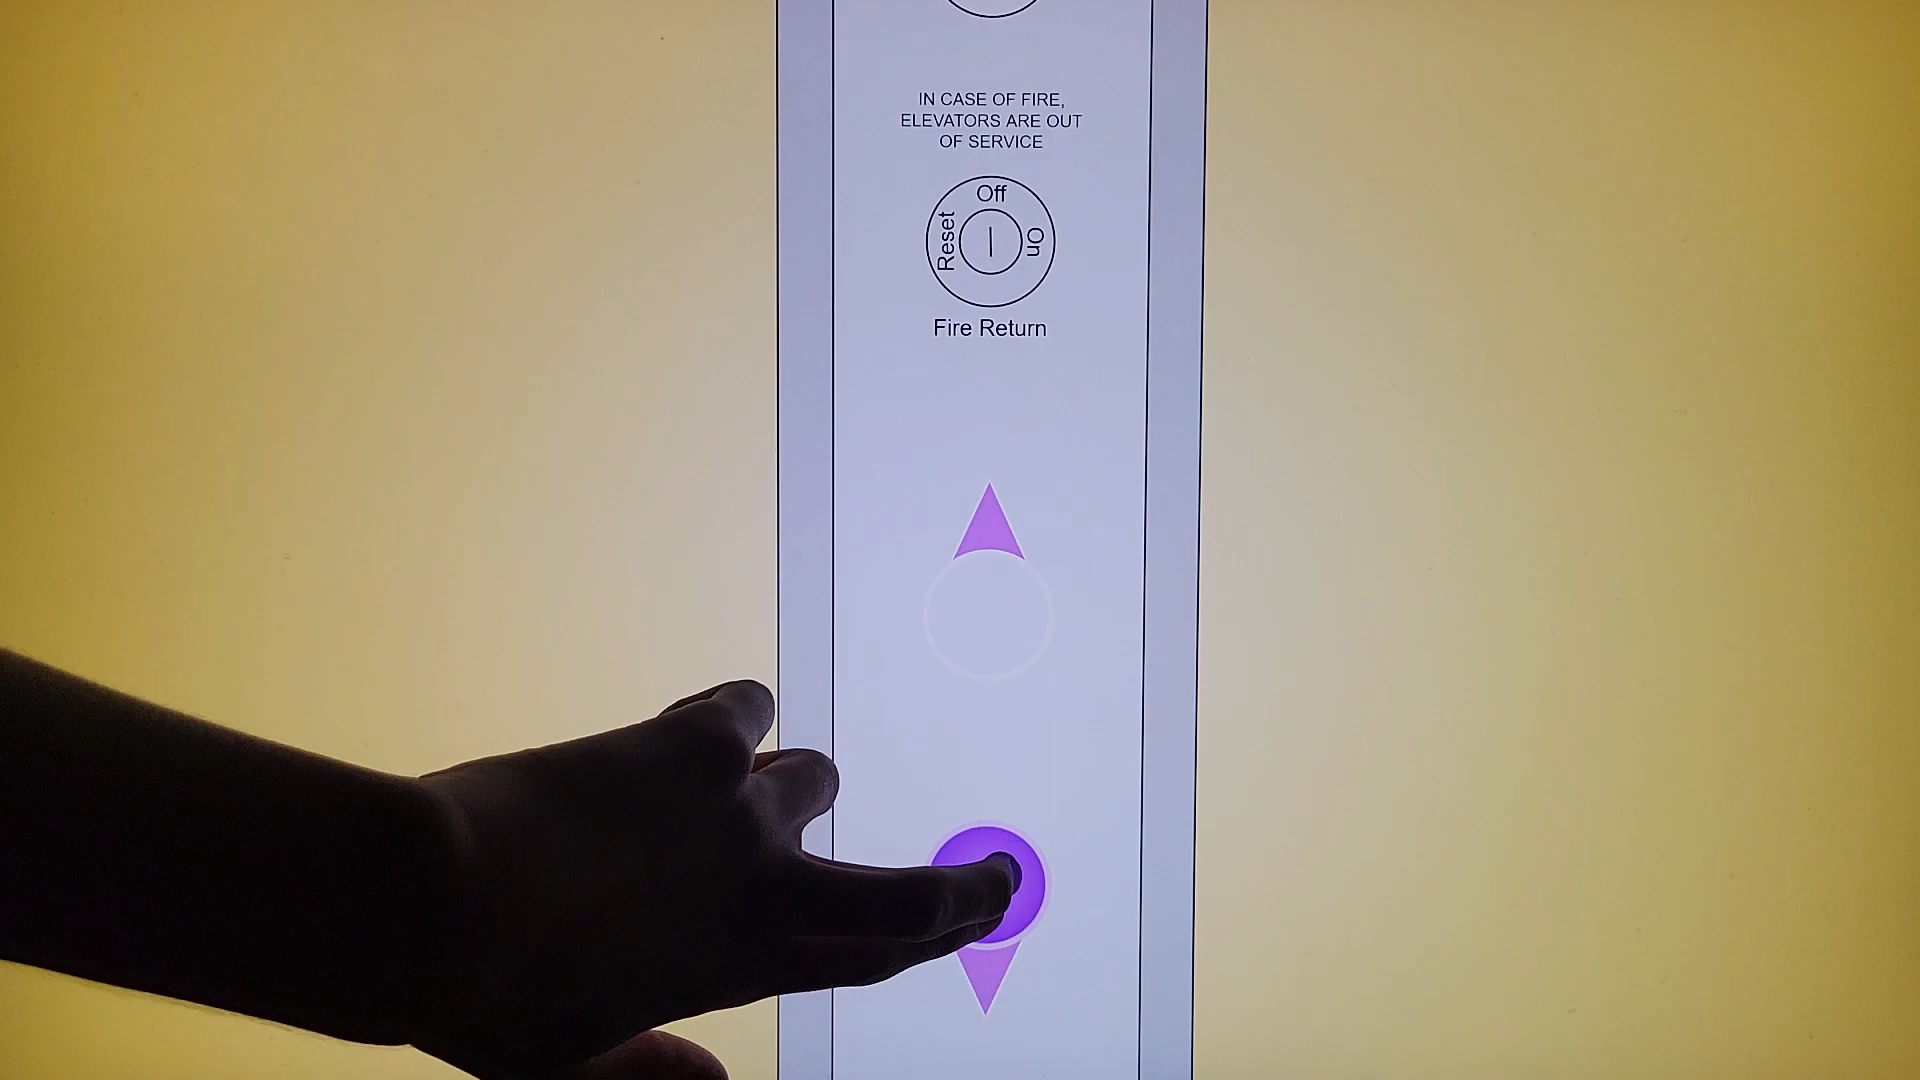 IN CASE OF FIRE,
ELEVATORS ARE OUT
OF SERVICE
Off
Reset
On
Fire Return